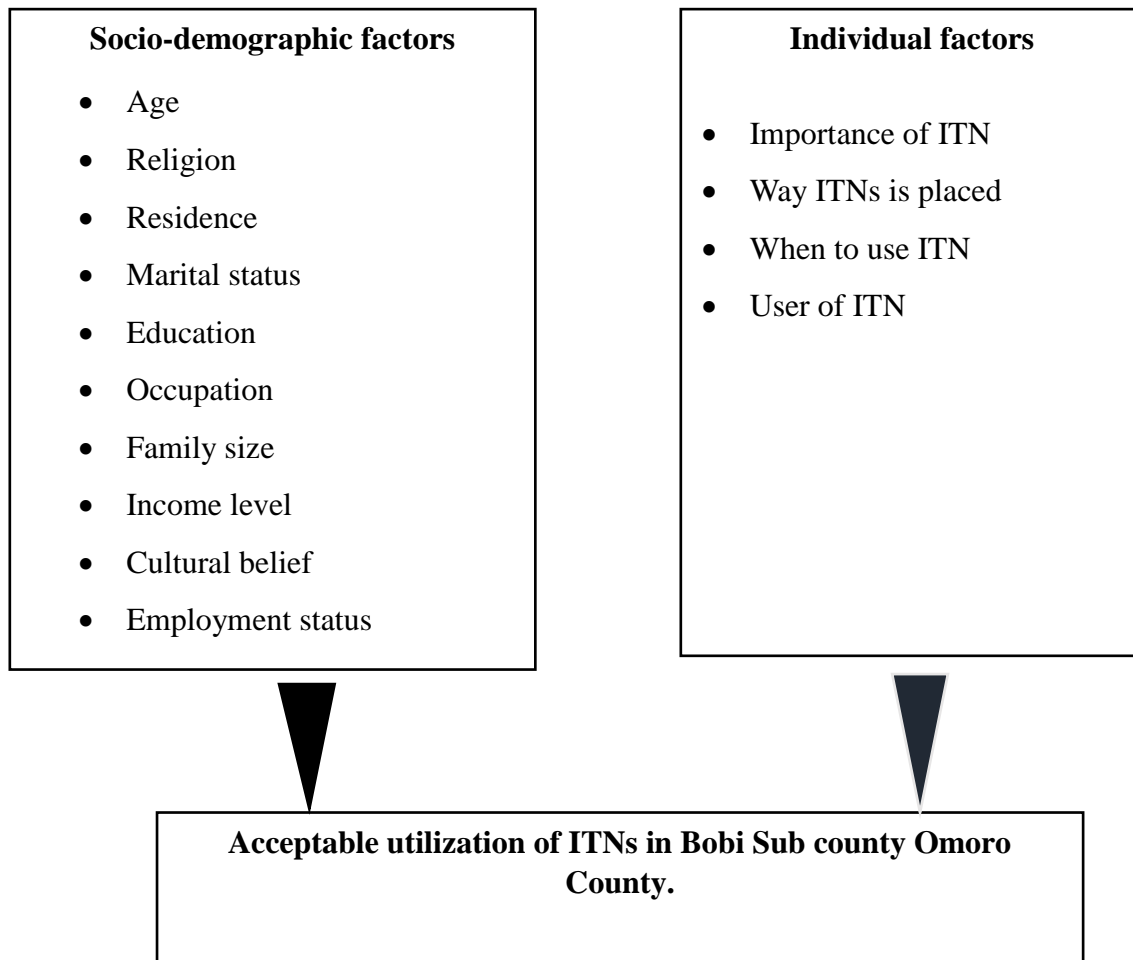 Socio-demographic factors
• Age
• Religion
• Residence
• Marital status
• Education
• Occupation
• Family size
• Income level
• Cultural belief
• Employment status
Individual factors
• Importance of ITN
• Way ITNs is placed
• When to use ITN
• User of ITN
Acceptable utilization of ITNs in Bobi Sub county Omoro
County.